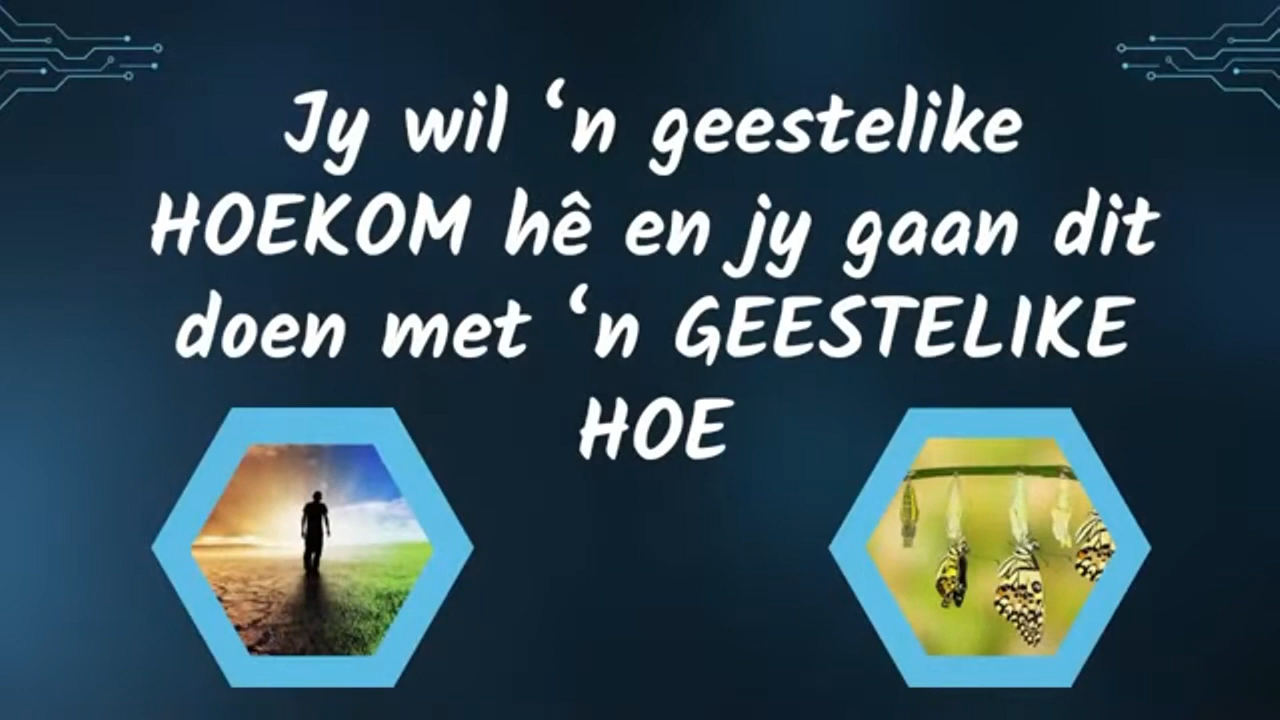 Jy wil ‘n geestelike
HOEKOM hê en jy gaan dit
doen met ‘n GEESTELIKE
HOE